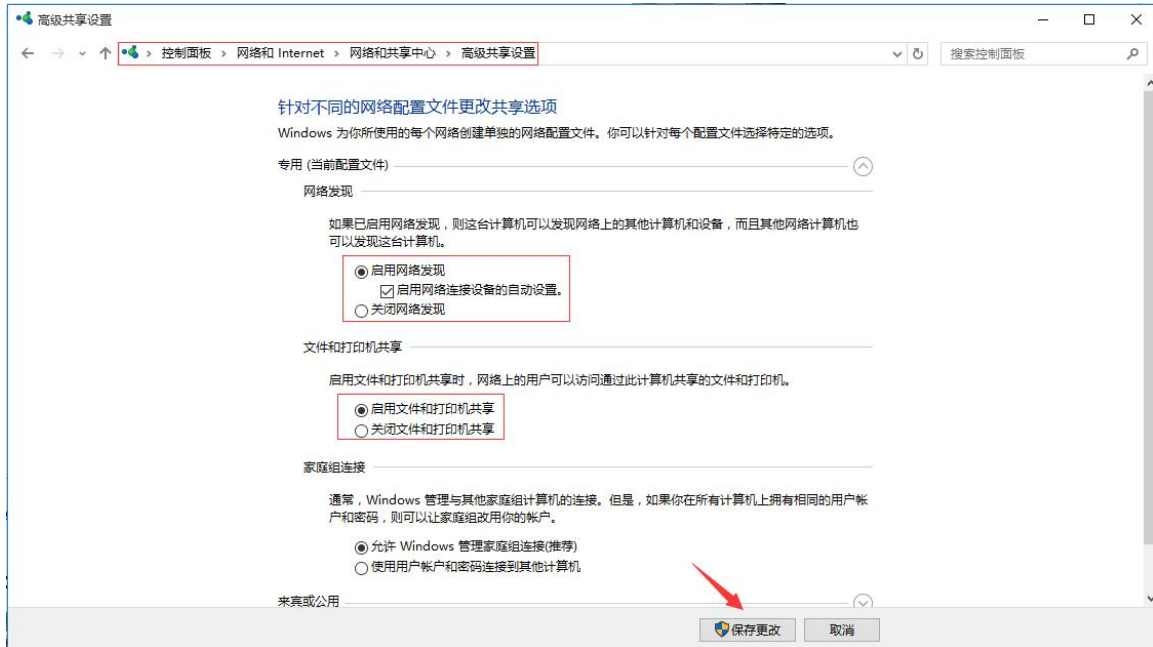 高级共享设置
控制面板 > 网络和 Internet > 网络和共享中心 > 高级共享设置
搜索控制面板
针对不同的网络配置文件更改共享选项
Windows 为你所使用的每个网络创建单独的网络配置文件。你可以针对每个配置文件选择特定的选项。
专用 (当前配置文件)
网络发现
如果已启用网络发现，则这台计算机可以发现网络上的其他计算机和设备，而且其他网络计算机也
可以发现这台计算机。
启用网络发现
启用网络连接设备的自动设置。
关闭网络发现
文件和打印机共享
启用文件和打印机共享时，网络上的用户可以访问通过此计算机共享的文件和打印机。
启用文件和打印机共享
关闭文件和打印机共享
家庭组连接
通常，Windows 管理与其他家庭组计算机的连接。但是，如果你在所有计算机上拥有相同的用户帐
户和密码，则可以让家庭组改用你的帐户。
允许 Windows 管理家庭组连接(推荐)
使用用户帐户和密码连接到其他计算机
来宾或公用
保存更改
取消